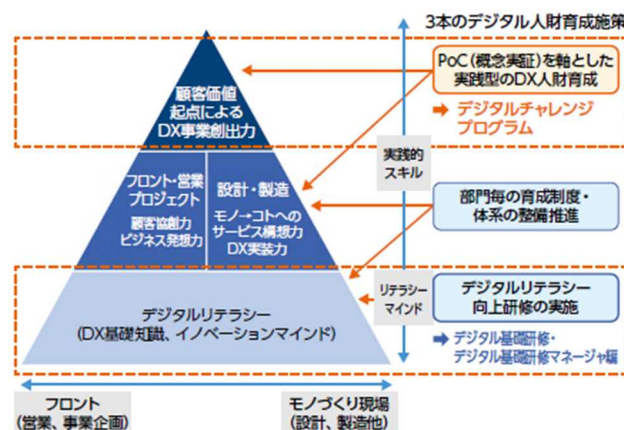 3本のデジタル人財育成施策
顧客価値
起点による
DX事業創出力
PoC(概念実証)を軸とした
実践型のDX人財育成
➡ デジタルチャレンジ
プログラム
実践的
スキル
フロント・営業
プロジェクト
顧客協創力
ビジネス発想力
設計・製造
モノ→コトへの
サービス構想力
DX実装力
部門毎の育成制度・
体系の整備推進
リテラシー
マインド
デジタルリテラシー
(DX基礎知識、イノベーションマインド)
デジタルリテラシー
向上研修の実施
➡ デジタル基礎研修・
デジタル基礎研修マネージャ編
フロント
(営業、事業企画)
モノづくり現場
(設計、製造他)